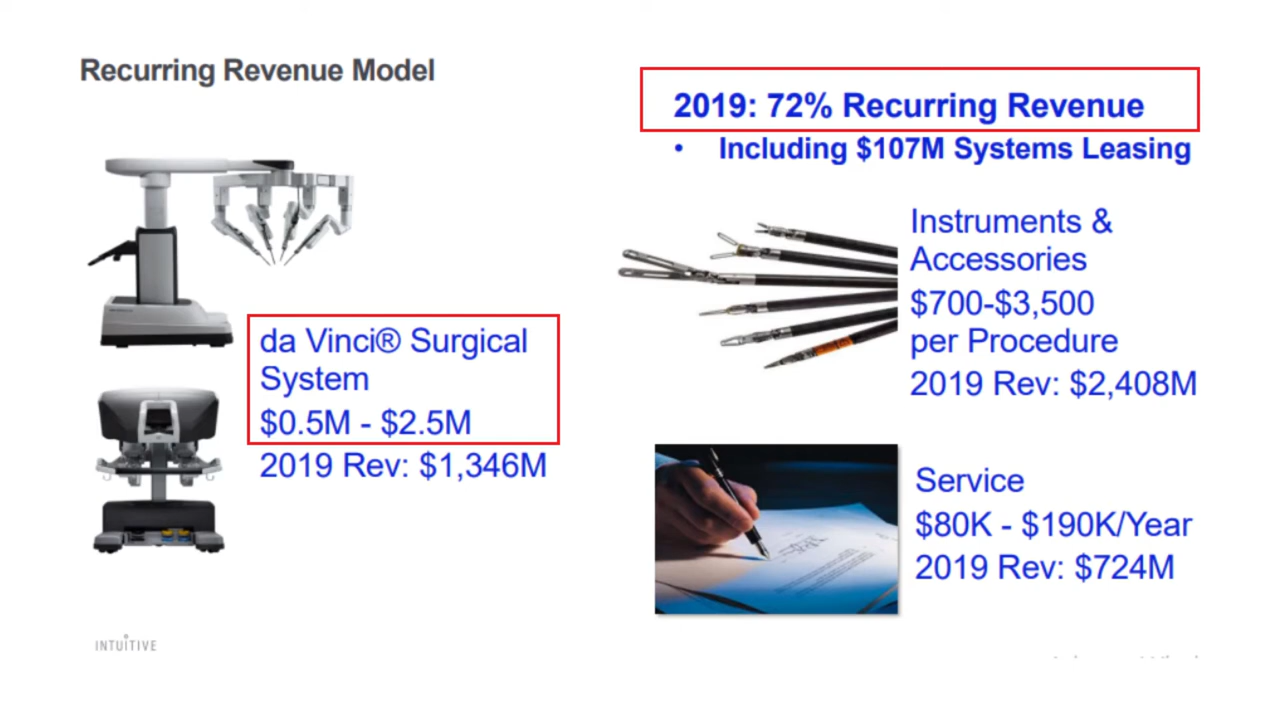 Recurring Revenue Model
2019: 72% Recurring Revenue
• Including $107M Systems Leasing
da Vinci® Surgical
System
$0.5M - $2.5M
2019 Rev: $1,346M
Instruments &
Accessories
$700-$3,500
per Procedure
2019 Rev: $2,408M
Service
$80K - $190K/Year
2019 Rev: $724M
INTUITIVE